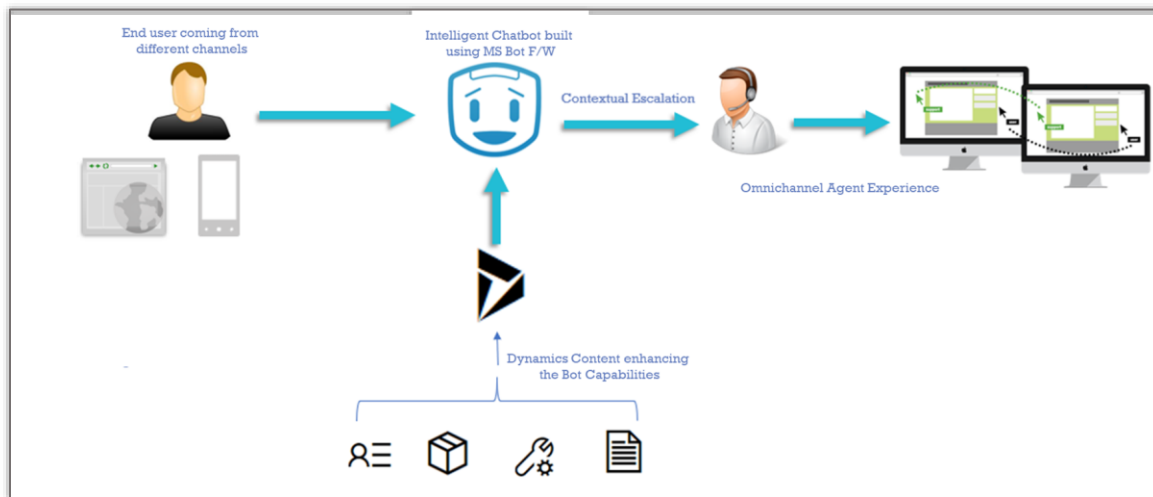 End user coming from
different channels
Intelligent Chatbot built
using MS Bot F/W
Contextual Escalation
Omnichannel Agent Experience
Dynamics Content enhancing
the Bot Capabilities